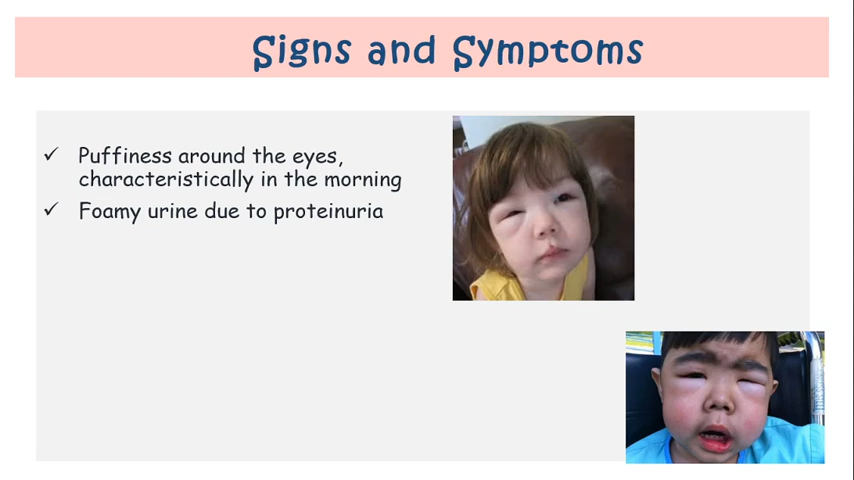 Signs and Symptoms
✓ Puffiness around the eyes,
characteristically in the morning
✓ Foamy urine due to proteinuria